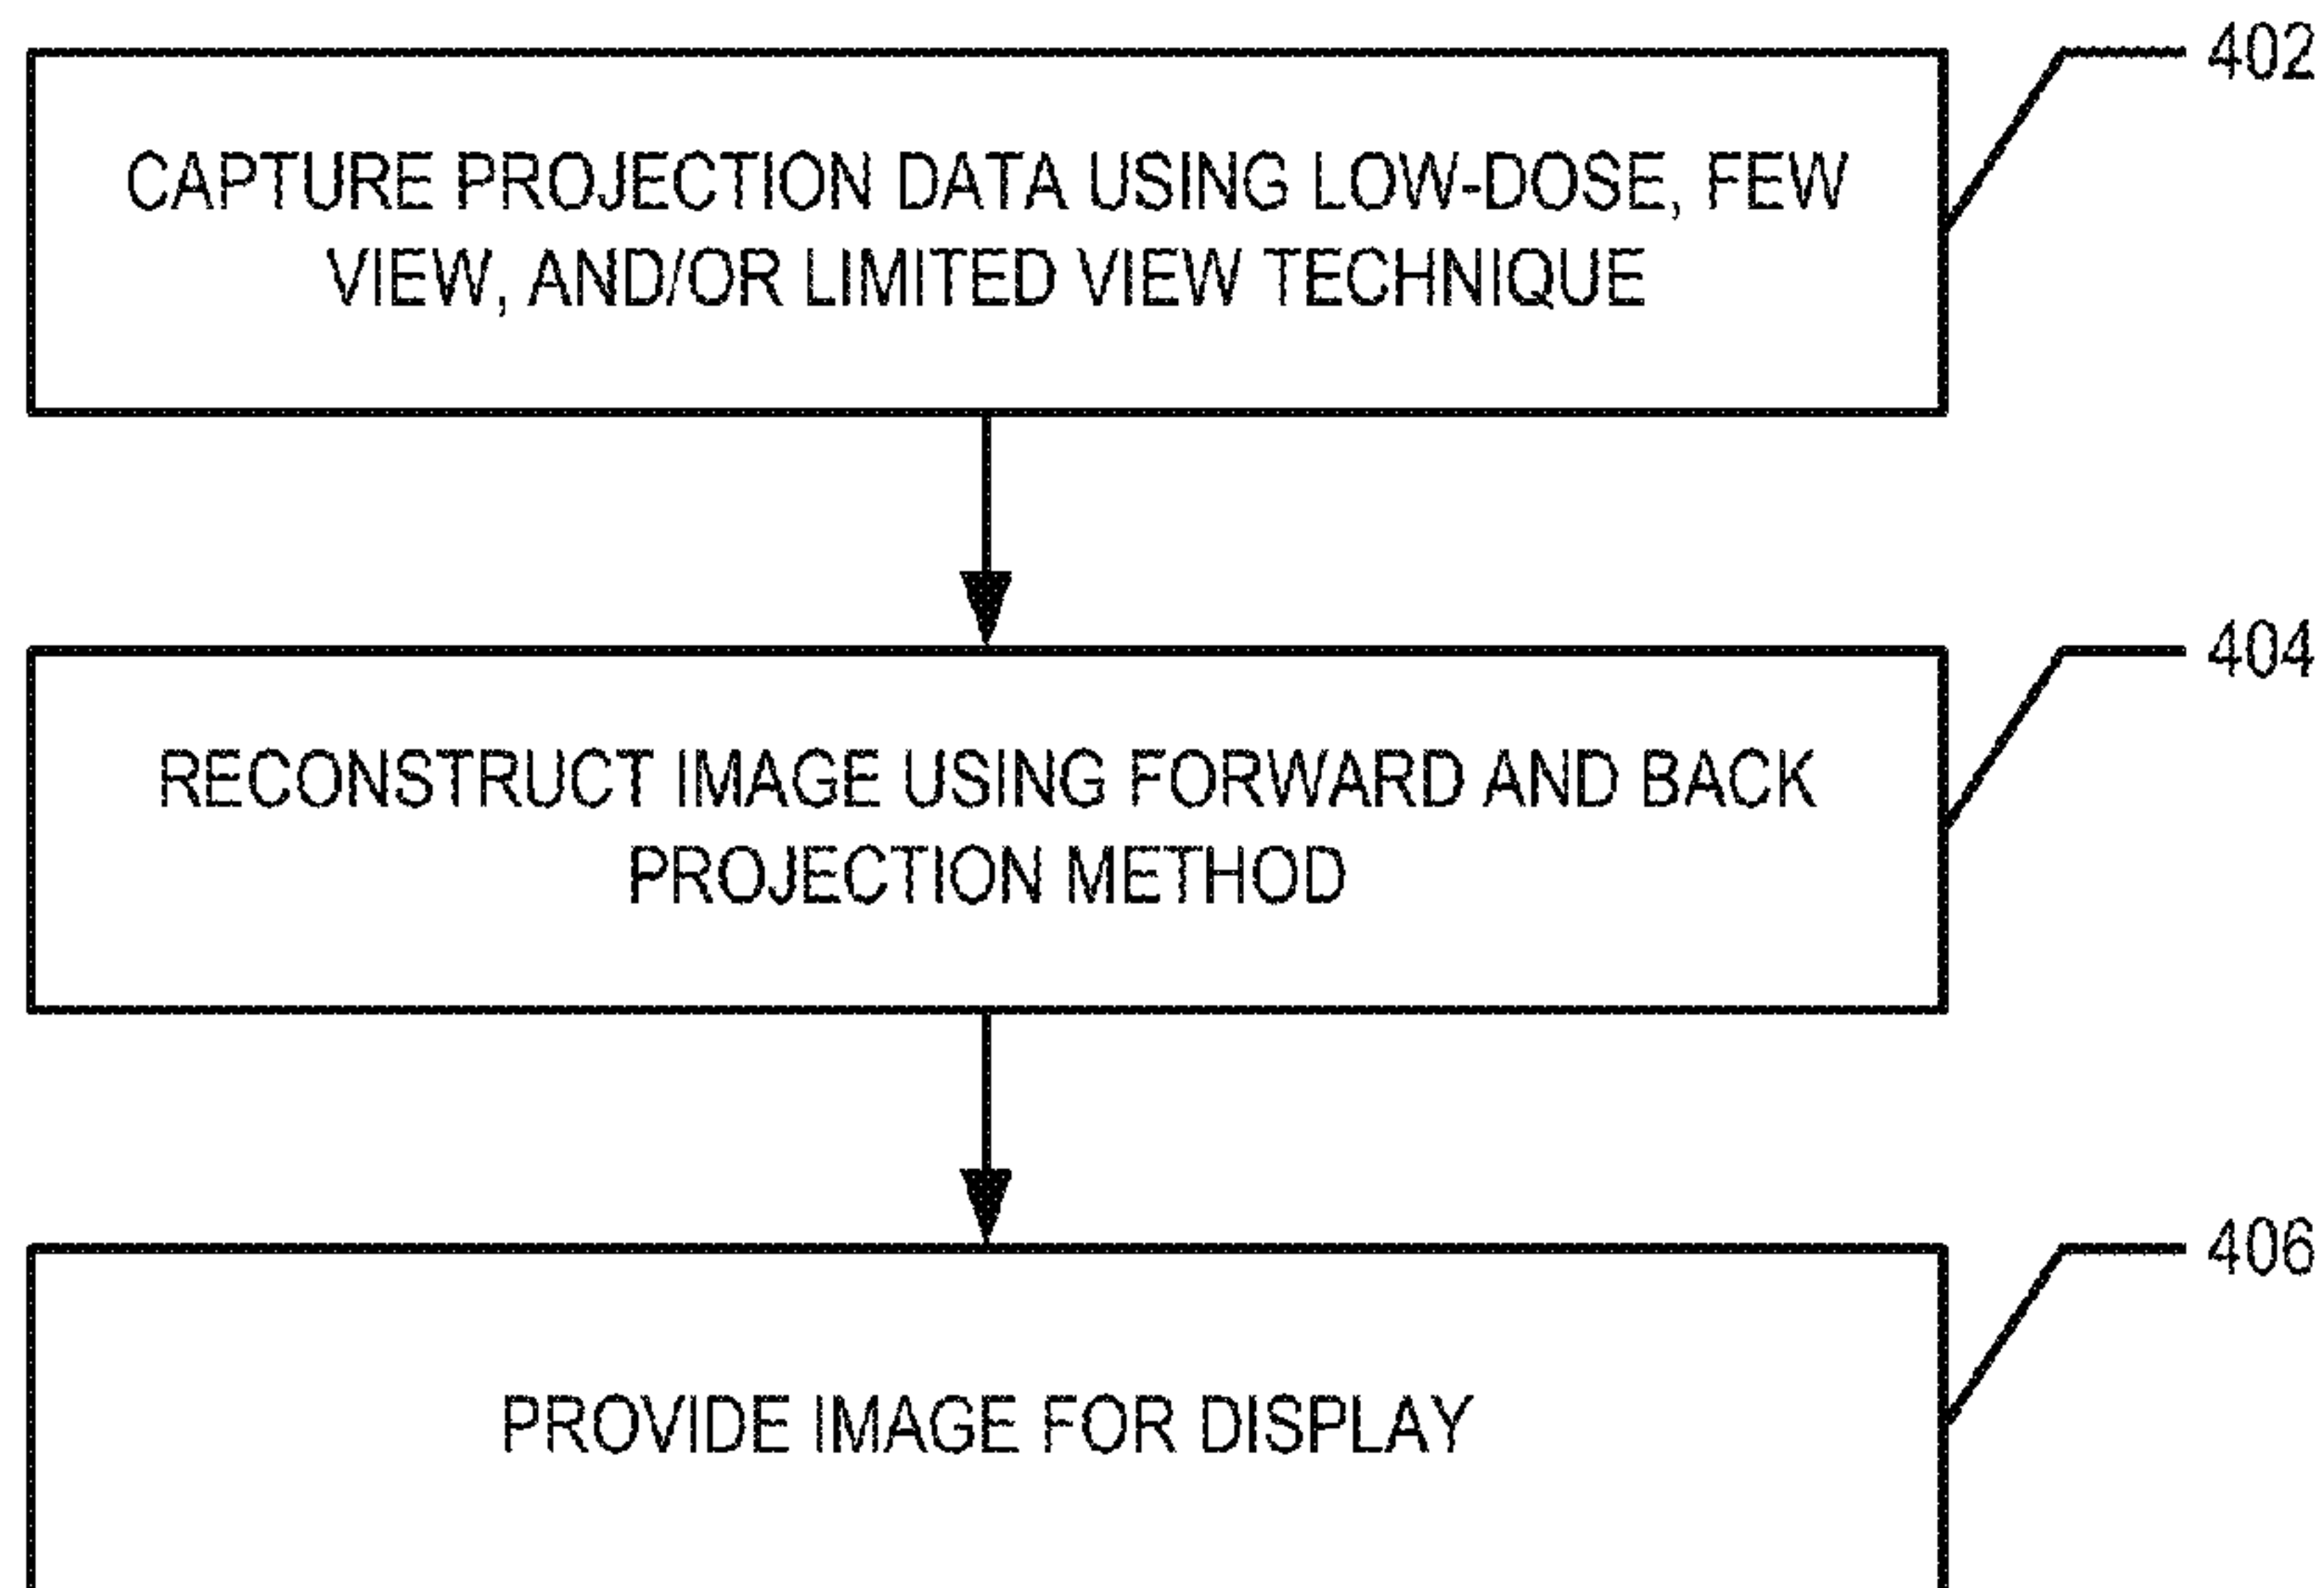 402
CAPTURE PROJECTION DATA USING LOW-DOSE, FEW
VIEW, AND/OR LIMITED VIEW TECHNIQUE
404
RECONSTRUCT IMAGE USING FORWARD AND BACK
PROJECTION METHOD
406
PROVIDE IMAGE FOR DISPLAY